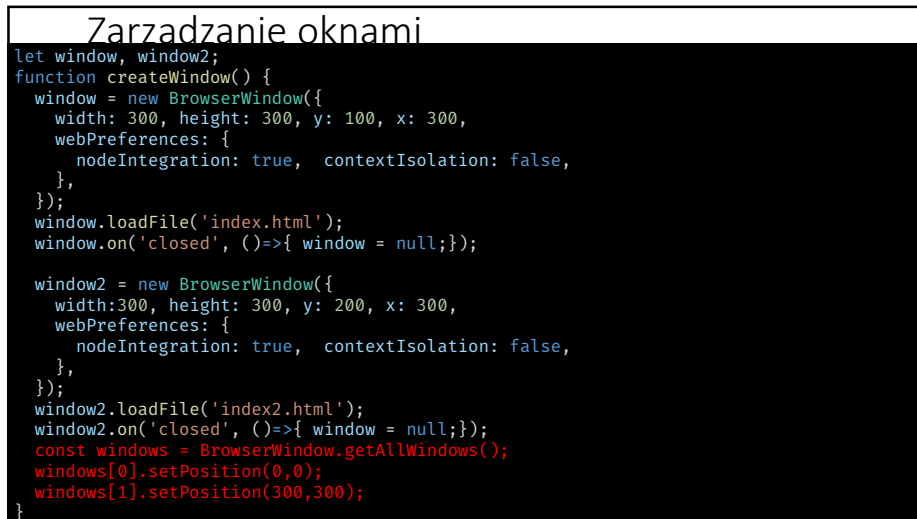 Zarzadzanie oknami
let window, window2;
function createWindow() {
  window = new BrowserWindow({
    width: 300, height: 300, y: 100, x: 300,
    webPreferences: {
      nodeIntegration: true,  contextIsolation: false,
    },
  });
  window.loadFile('index.html');
  window.on('closed', ()=>{ window = null;});

  window2 = new BrowserWindow({
    width:300, height: 300, y: 200, x: 300,
    webPreferences: {
      nodeIntegration: true,  contextIsolation: false,
    },
  });
  window2.loadFile('index2.html');
  window2.on('closed', ()=>{ window = null;});
  const windows = BrowserWindow.getAllWindows();
  windows[0].setPosition(0,0);
  windows[1].setPosition(300,300);
}